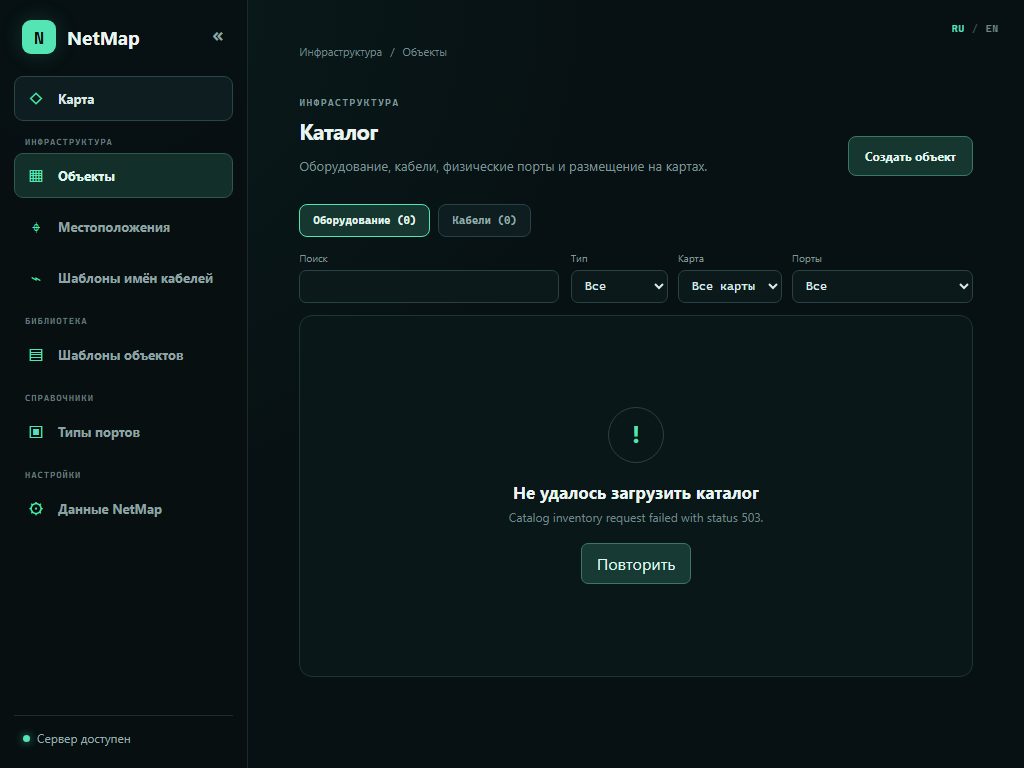 N NetMap «
RU / EN
Инфраструктура / Объекты
Карта
ИНФРАСТРУКТУРА
Объекты
Местоположения
Шаблоны имён кабелей
БИБЛИОТЕКА
Шаблоны объектов
СПРАВОЧНИКИ
Типы портов
НАСТРОЙКИ
Данные NetMap
Сервер доступен
ИНФРАСТРУКТУРА
Каталог
Оборудование, кабели, физические порты и размещение на картах.
Создать объект
Оборудование (0) Кабели (0)
Поиск Тип Карта Порты
Все Все карты Все
!
Не удалось загрузить каталог
Catalog inventory request failed with status 503.
Повторить